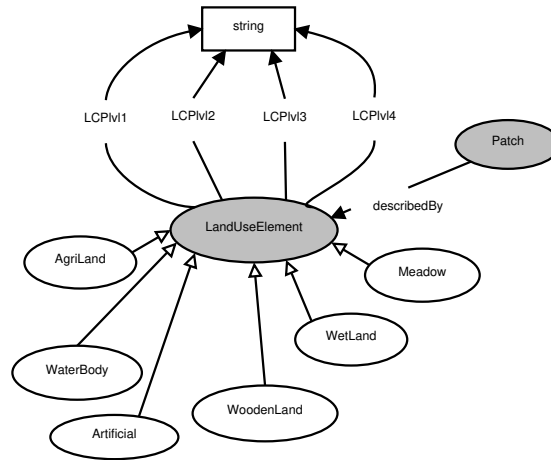 string
LCPlvl1
LCPlvl2
LCPlvl3
LCPlvl4
Patch
describedBy
LandUseElement
AgriLand
Meadow
WetLand
WaterBody
WoodenLand
Artificial